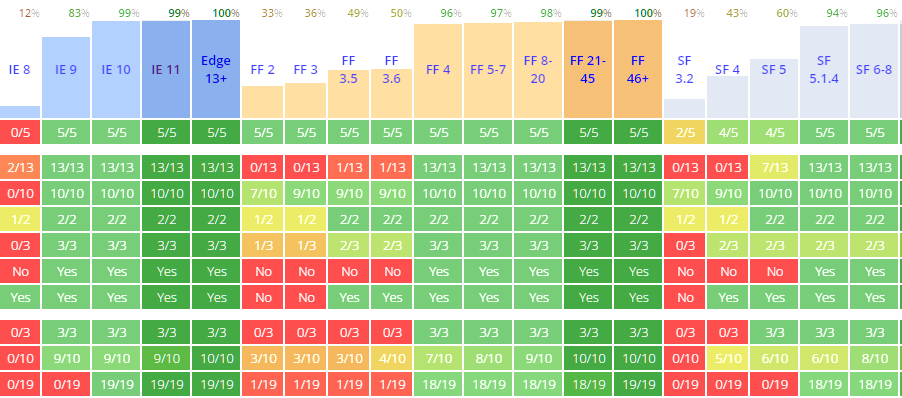 12% 83% 99% 99% 100% 33% 36% 49% 50% 96% 97% 98% 99% 100% 19% 43% 60% 94% 96%
IE 8 IE 9 IE 10 IE 11 Edge 13+ FF 2 FF 3 FF 3.5 FF 3.6 FF 4 FF 5-7 FF 8-20 FF 21-45 FF 46+ SF 3.2 SF 4 SF 5 SF 5.1.4 SF 6-8
0/5 5/5 5/5 5/5 5/5 5/5 5/5 5/5 5/5 5/5 5/5 5/5 5/5 5/5 2/5 4/5 4/5 5/5 5/5
2/13 13/13 13/13 13/13 13/13 0/13 0/13 1/13 1/13 13/13 13/13 13/13 13/13 13/13 0/13 0/13 7/13 13/13 13/13
0/10 10/10 10/10 10/10 10/10 7/10 9/10 9/10 9/10 10/10 10/10 10/10 10/10 10/10 7/10 9/10 10/10 10/10 10/10
1/2 2/2 2/2 2/2 2/2 1/2 1/2 2/2 2/2 2/2 2/2 2/2 2/2 2/2 1/2 1/2 2/2 2/2 2/2
0/3 3/3 3/3 3/3 3/3 1/3 1/3 2/3 2/3 3/3 3/3 3/3 3/3 3/3 0/3 2/3 2/3 2/3 2/3
No Yes Yes Yes Yes No No No No Yes Yes Yes Yes Yes No No No Yes Yes
Yes Yes Yes Yes Yes No No Yes Yes Yes Yes Yes Yes Yes No Yes Yes Yes Yes
0/3 3/3 3/3 3/3 3/3 0/3 0/3 0/3 0/3 3/3 3/3 3/3 3/3 3/3 0/3 0/3 3/3 3/3 3/3
0/10 9/10 9/10 9/10 10/10 3/10 3/10 3/10 4/10 7/10 8/10 9/10 10/10 10/10 0/10 5/10 6/10 6/10 8/10
0/19 0/19 19/19 19/19 19/19 1/19 1/19 1/19 1/19 18/19 18/19 18/19 18/19 19/19 0/19 0/19 0/19 18/19 18/19